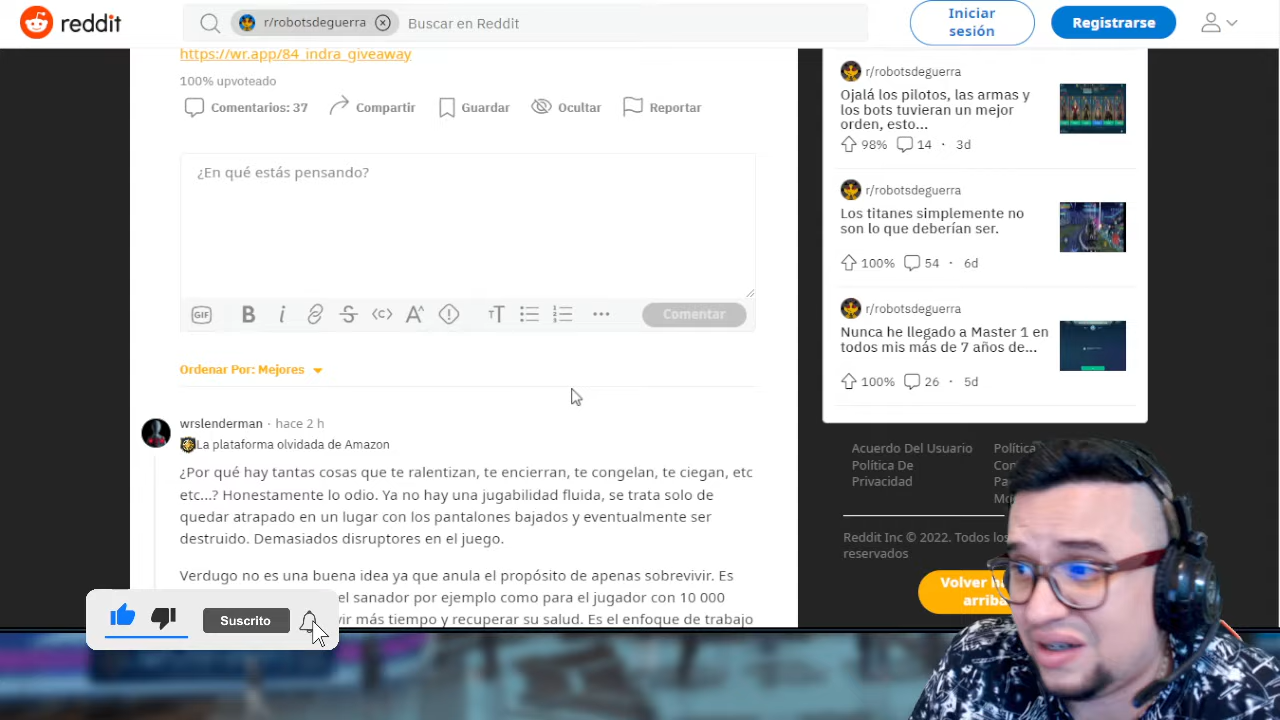 reddit
r/robotsdeguerra
Buscar en Reddit
Iniciar
sesión
Registrarse
https://wr.app/84_indra_giveaway
100% upvoteado
Comentarios: 37
Compartir
Guardar
Ocultar
Reportar
¿En qué estás pensando?
GIF
Comentar
Ordenar Por: Mejores
wrslenderman · hace 2 h
La plataforma olvidada de Amazon
¿Por qué hay tantas cosas que te ralentizan, te encierran, te congelan, te ciegan, etc
etc...? Honestamente lo odio. Ya no hay una jugabilidad fluida, se trata solo de
quedar atrapado en un lugar con los pantalones bajados y eventualmente ser
destruido. Demasiados disruptores en el juego.
Verdugo no es una buena idea ya que anula el propósito de apenas sobrevivir. Es
el sanador por ejemplo como para el jugador con 10 000
vir más tiempo y recuperar su salud. Es el enfoque de trabajo
Suscrito
r/robotsdeguerra
Ojalá los pilotos, las armas y
los bots tuvieran un mejor
orden, esto...
98% 14 · 3d
r/robotsdeguerra
Los titanes simplemente no
son lo que deberían ser.
100% 54 · 6d
r/robotsdeguerra
Nunca he llegado a Master 1 en
todos mis más de 7 años de...
100% 26 · 5d
Acuerdo Del Usuario
Política De
Privacidad
Política
Reddit Inc © 2022. Todos los
reservados
Volver h
arriba